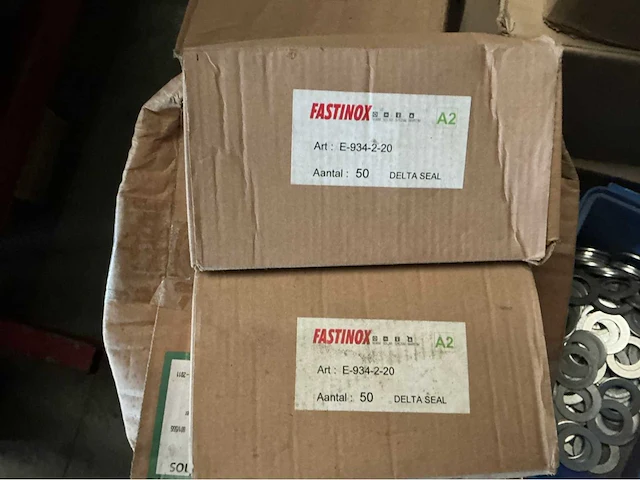 FASTINOX A2
Art : E-934-2-20
Aantal : 50 DELTA SEAL
FASTINOX A2
Art : E-934-2-20
Aantal : 50 DELTA SEAL